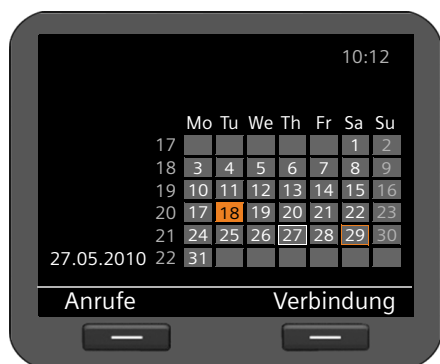 10:12
Mo Tu We Th Fr Sa Su
17 1 2
18 3 4 5 6 7 8 9
19 10 11 12 13 14 15 16
20 17 18 19 20 21 22 23
21 24 25 26 27 28 29 30
27.05.2010 22 31
Anrufe Verbindung